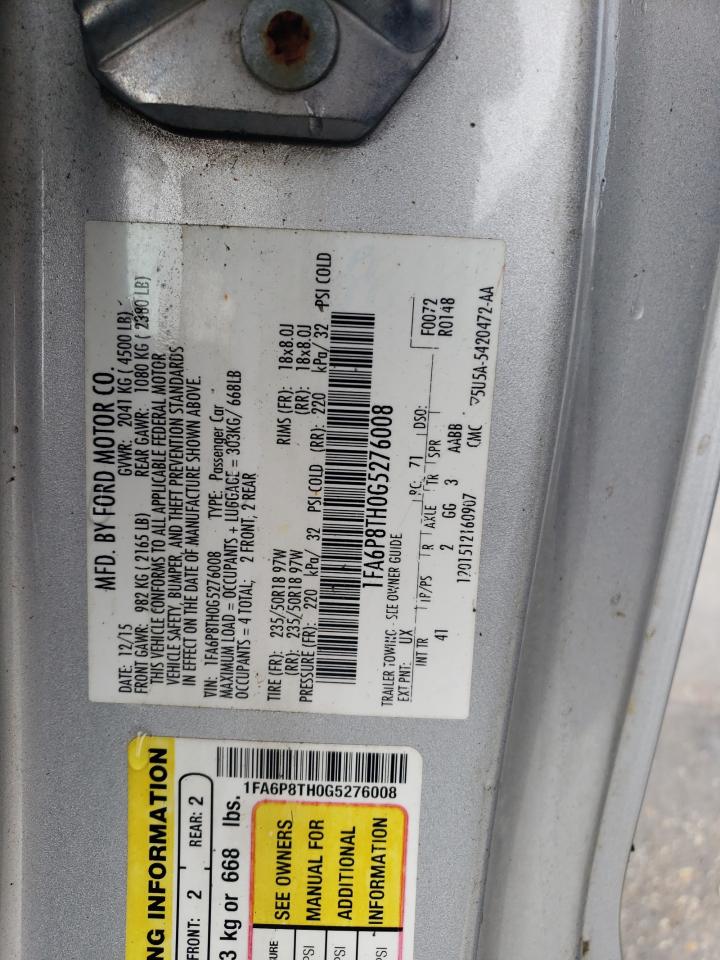 MFD. BY FORD MOTOR CO.
DATE: 12/15 GVWR: 2041 KG ( 4500 LB)
FRONT GAWR: 982 KG ( 2165 LB) REAR GAWR: 1080 KG ( 2380 LB)
THIS VEHICLE CONFORMS TO ALL APPLICABLE FEDERAL MOTOR
VEHICLE SAFETY, BUMPER, AND THEFT PREVENTION STANDARDS
IN EFFECT ON THE DATE OF MANUFACTURE SHOWN ABOVE.
VIN: 1FA6P8TH0G5276008 TYPE: Passenger Car
MAXIMUM LOAD = OCCUPANTS + LUGGAGE = 303KG/ 668LB
OCCUPANTS = 4 TOTAL; 2 FRONT, 2 REAR
TIRE (FR): 235/50R18 97W RIMS (FR): 18x8.0J
(RR): 235/50R18 97W (RR): 18x8.0J
PRESSURE (FR): 220 kPa/ 32 PSI COLD (RR): 220 kPa/ 32 PSI COLD
1FA6P8TH0G5276008
TRAILER TOWING - SEE OWNER GUIDE
EXT PNT: UX RC: 71 DSO: F0072
R0148
INT TR TP/PS R AXLE TR SPR
41 2 GG 3 AABB
CMC
▽5U5A-5420472-AA
1FA6P8TH0G5276008
NG INFORMATION
FRONT: 2 REAR: 2
3 kg or 668 lbs.
SURE
SEE OWNERS
MANUAL FOR
ADDITIONAL
INFORMATION
PSI
PSI
PSI